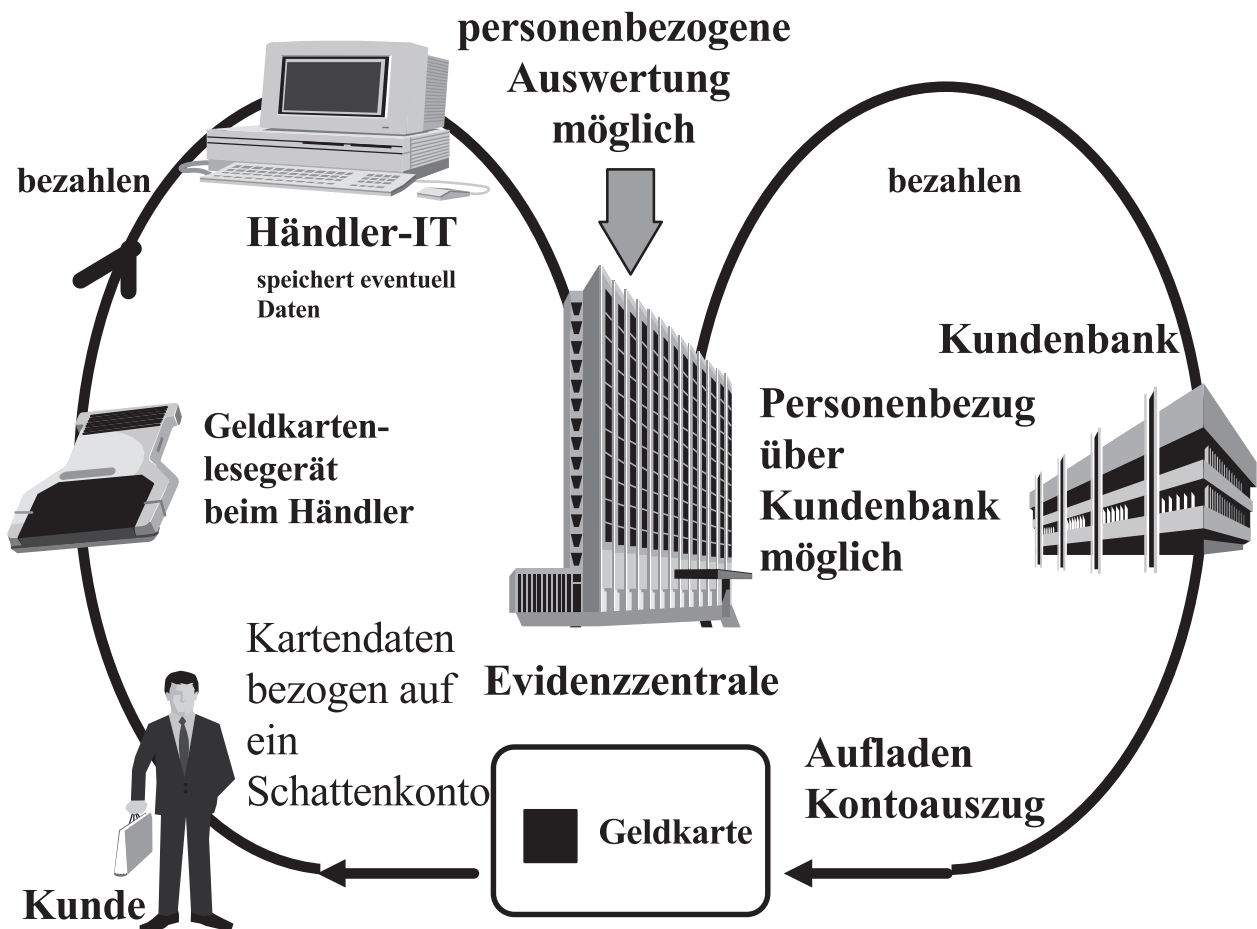 personenbezogene
Auswertung
möglich
bezahlen
bezahlen
Händler-IT
speichert eventuell
Daten
Kundenbank
Geldkarten-
lesegerät
beim Händler
Personenbezug
über
Kundenbank
möglich
Kartendaten
bezogen auf
ein
Schattenkonto
Evidenzzentrale
Aufladen
Kontoauszug
Geldkarte
Kunde